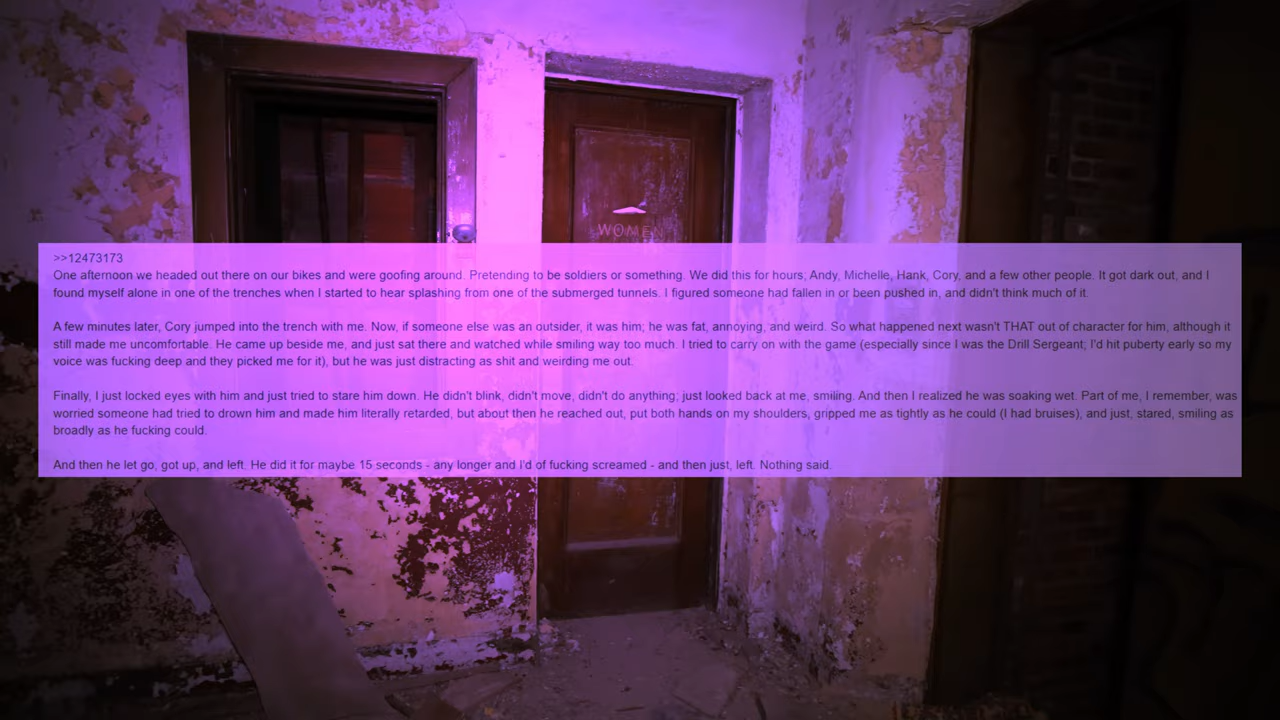 WOMEN
>>12473173
One afternoon we headed out there on our bikes and were goofing around. Pretending to be soldiers or something. We did this for hours; Andy, Michelle, Hank, Cory, and a few other people. It got dark out, and I
found myself alone in one of the trenches when I started to hear splashing from one of the submerged tunnels. I figured someone had fallen in or been pushed in, and didn't think much of it.
A few minutes later, Cory jumped into the trench with me. Now, if someone else was an outsider, it was him; he was fat, annoying, and weird. So what happened next wasn't THAT out of character for him, although it
still made me uncomfortable. He came up beside me, and just sat there and watched while smiling way too much. I tried to carry on with the game (especially since I was the Drill Sergeant; I'd hit puberty early so my
voice was fucking deep and they picked me for it), but he was just distracting as shit and weirding me out.
Finally, I just locked eyes with him and just tried to stare him down. He didn't blink, didn't move, didn't do anything; just looked back at me, smiling. And then I realized he was soaking wet. Part of me, I remember, was
worried someone had tried to drown him and made him literally retarded, but about then he reached out, put both hands on my shoulders, gripped me as tightly as he could (I had bruises), and just, stared, smiling as
broadly as he fucking could.
And then he let go, got up, and left. He did it for maybe 15 seconds - any longer and I'd of fucking screamed - and then just, left. Nothing said.